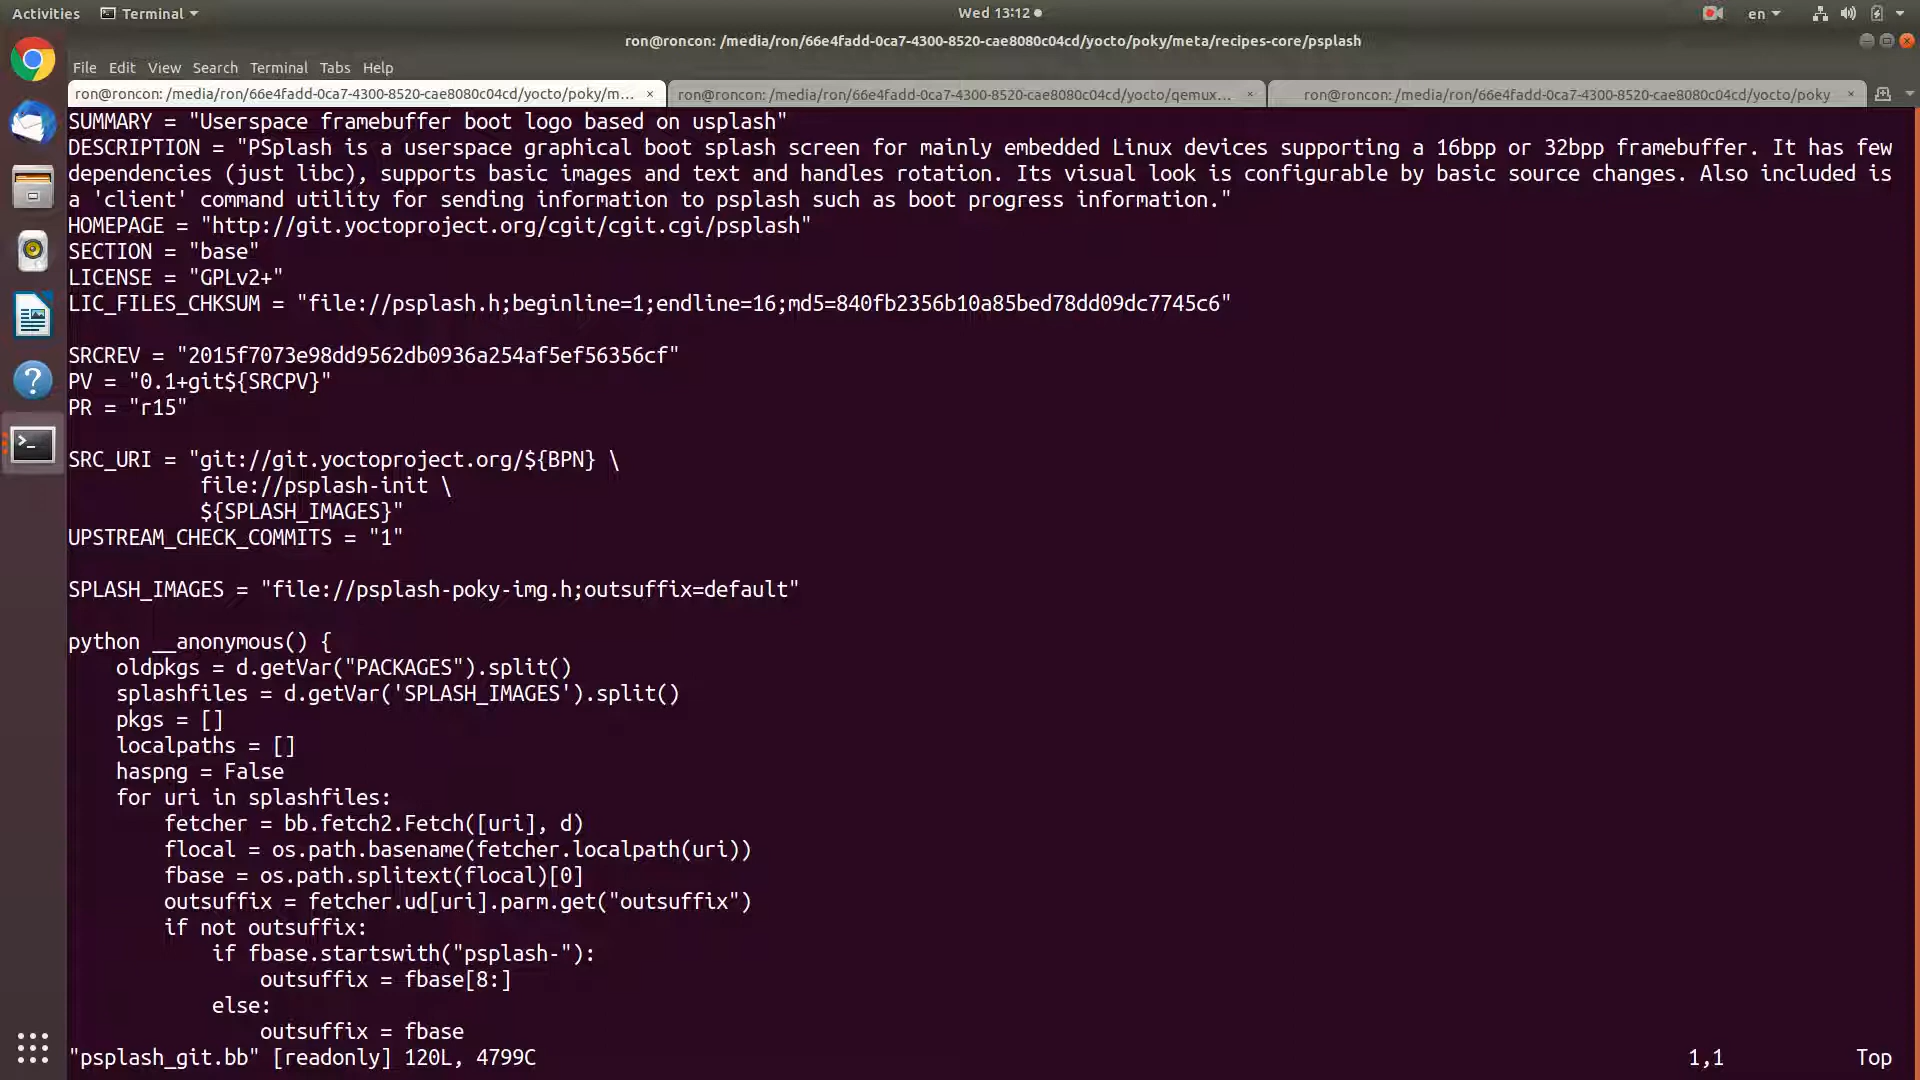 Activities Terminal Wed 13:12 en
ron@roncon: /media/ron/66e4fadd-0ca7-4300-8520-cae8080c04cd/yocto/poky/meta/recipes-core/psplash
File Edit View Search Terminal Tabs Help
ron@roncon: /media/ron/66e4fadd-0ca7-4300-8520-cae8080c04cd/yocto/poky/m... × ron@roncon: /media/ron/66e4fadd-0ca7-4300-8520-cae8080c04cd/yocto/qemux... × ron@roncon: /media/ron/66e4fadd-0ca7-4300-8520-cae8080c04cd/yocto/poky ×
SUMMARY = "Userspace framebuffer boot logo based on usplash"
DESCRIPTION = "PSplash is a userspace graphical boot splash screen for mainly embedded Linux devices supporting a 16bpp or 32bpp framebuffer. It has few
dependencies (just libc), supports basic images and text and handles rotation. Its visual look is configurable by basic source changes. Also included is
a 'client' command utility for sending information to psplash such as boot progress information."
HOMEPAGE = "http://git.yoctoproject.org/cgit/cgit.cgi/psplash"
SECTION = "base"
LICENSE = "GPLv2+"
LIC_FILES_CHKSUM = "file://psplash.h;beginline=1;endline=16;md5=840fb2356b10a85bed78dd09dc7745c6"
SRCREV = "2015f7073e98dd9562db0936a254af5ef56356cf"
PV = "0.1+git${SRCPV}"
PR = "r15"
SRC_URI = "git://git.yoctoproject.org/${BPN} \
file://psplash-init \
${SPLASH_IMAGES}"
UPSTREAM_CHECK_COMMITS = "1"
SPLASH_IMAGES = "file://psplash-poky-img.h;outsuffix=default"
python __anonymous() {
oldpkgs = d.getVar("PACKAGES").split()
splashfiles = d.getVar('SPLASH_IMAGES').split()
pkgs = []
localpaths = []
haspng = False
for uri in splashfiles:
fetcher = bb.fetch2.Fetch([uri], d)
flocal = os.path.basename(fetcher.localpath(uri))
fbase = os.path.splitext(flocal)[0]
outsuffix = fetcher.ud[uri].parm.get("outsuffix")
if not outsuffix:
if fbase.startswith("psplash-"):
outsuffix = fbase[8:]
else:
outsuffix = fbase
"psplash_git.bb" [readonly] 120L, 4799C 1,1 Top